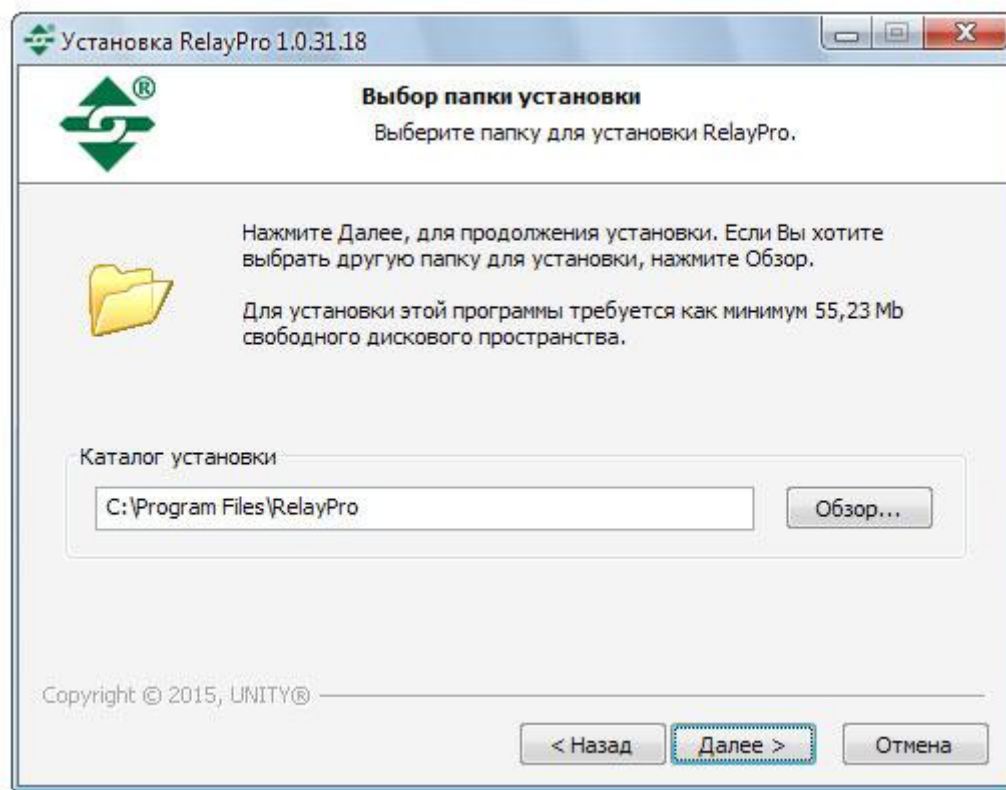 Установка RelayPro 1.0.31.18
®
Выбор папки установки
Выберите папку для установки RelayPro.
Нажмите Далее, для продолжения установки. Если Вы хотите
выбрать другую папку для установки, нажмите Обзор.
Для установки этой программы требуется как минимум 55,23 Mb
свободного дискового пространства.
Каталог установки
C:\Program Files\RelayPro
Обзор...
Copyright © 2015, UNITY®
< Назад
Далее >
Отмена